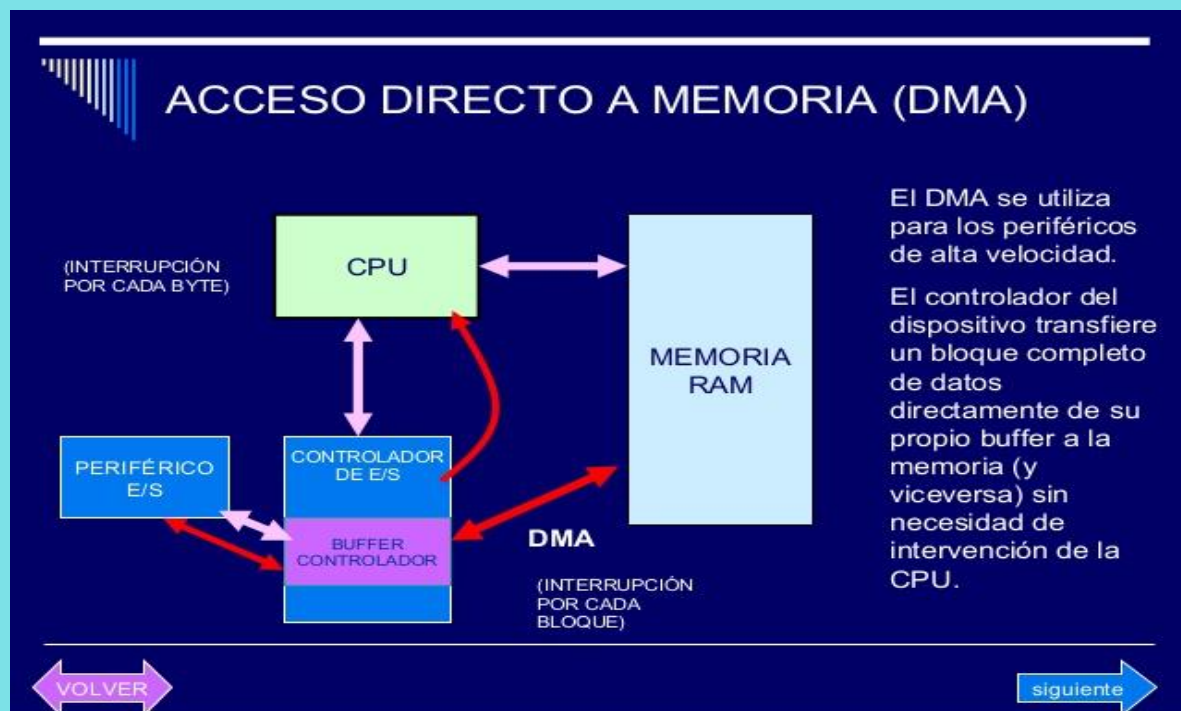 ACCESO DIRECTO A MEMORIA (DMA)
(INTERRUPCIÓN
POR CADA BYTE)
CPU
MEMORIA
RAM
PERIFÉRICO
E/S
CONTROLADOR
DE E/S
BUFFER
CONTROLADOR
DMA
(INTERRUPCIÓN
POR CADA
BLOQUE)
El DMA se utiliza
para los periféricos
de alta velocidad.
El controlador del
dispositivo transfiere
un bloque completo
de datos
directamente de su
propio buffer a la
memoria (y
viceversa) sin
necesidad de
intervención de la
CPU.
VOLVER
siguiente